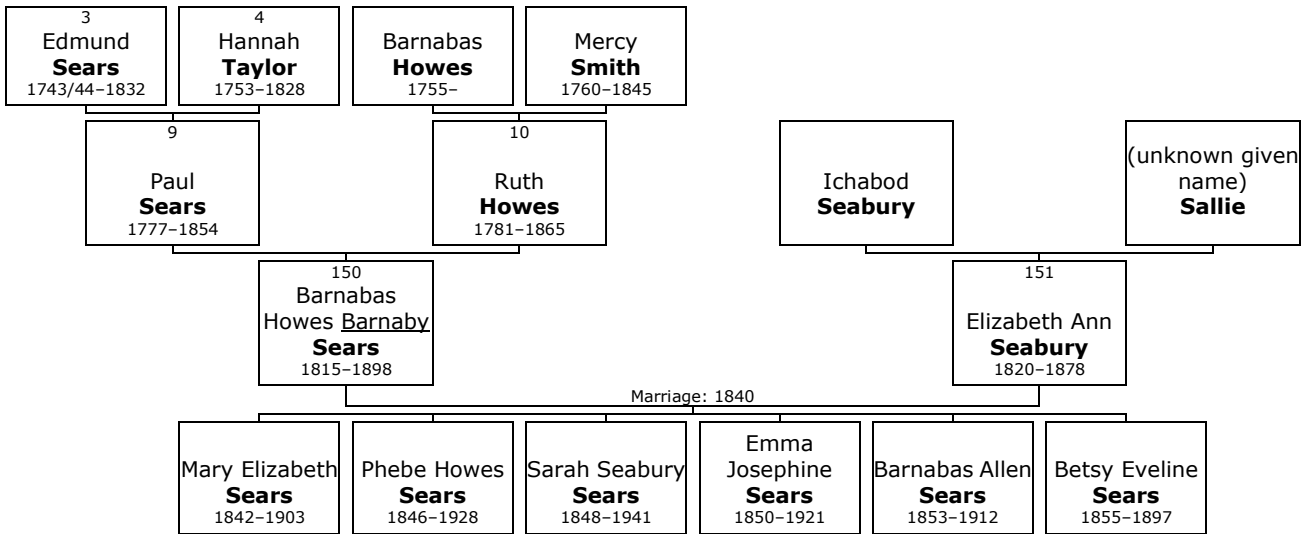 3
Edmund
Sears
1743/44–1832
4
Hannah
Taylor
1753–1828
Barnabas
Howes
1755–
Mercy
Smith
1760–1845
9
Paul
Sears
1777–1854
10
Ruth
Howes
1781–1865
Ichabod
Seabury
(unknown given
name)
Sallie
150
Barnabas
Howes Barnaby
Sears
1815–1898
151
Elizabeth Ann
Seabury
1820–1878
Marriage: 1840
Mary Elizabeth
Sears
1842–1903
Phebe Howes
Sears
1846–1928
Sarah Seabury
Sears
1848–1941
Emma
Josephine
Sears
1850–1921
Barnabas Allen
Sears
1853–1912
Betsy Eveline
Sears
1855–1897